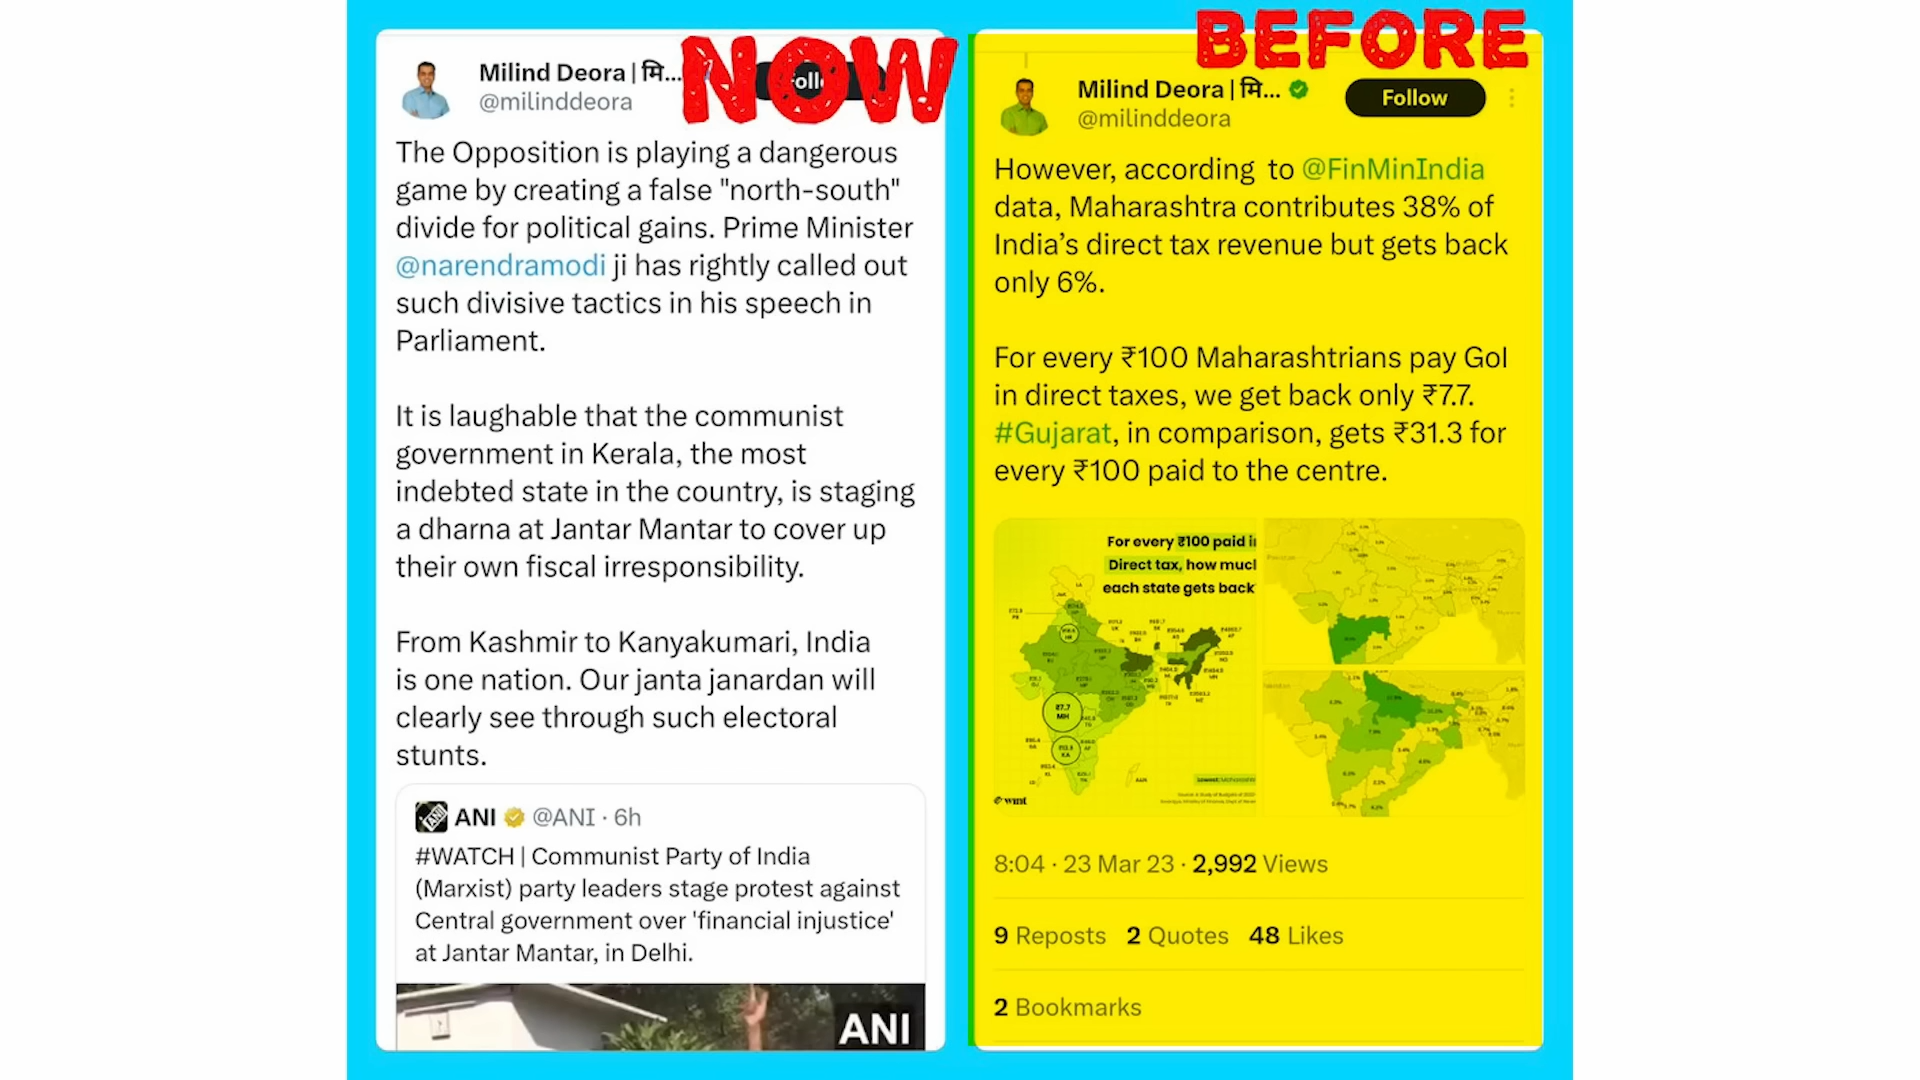 NOW
Milind Deora | मि...
@milinddeora
The Opposition is playing a dangerous
game by creating a false "north-south"
divide for political gains. Prime Minister
@narendramodi ji has rightly called out
such divisive tactics in his speech in
Parliament.
It is laughable that the communist
government in Kerala, the most
indebted state in the country, is staging
a dharna at Jantar Mantar to cover up
their own fiscal irresponsibility.
From Kashmir to Kanyakumari, India
is one nation. Our janta janardan will
clearly see through such electoral
stunts.
ANI @ANI · 6h
#WATCH | Communist Party of India
(Marxist) party leaders stage protest against
Central government over 'financial injustice'
at Jantar Mantar, in Delhi.
ANI
BEFORE
Milind Deora | मि...
Follow
@milinddeora
However, according to @FinMinIndia
data, Maharashtra contributes 38% of
India’s direct tax revenue but gets back
only 6%.
For every ₹100 Maharashtrians pay GoI
in direct taxes, we get back only ₹7.7.
#Gujarat, in comparison, gets ₹31.3 for
every ₹100 paid to the centre.
For every ₹100 paid in
Direct tax, how much
each state gets back
₹7.7
MH
8:04 · 23 Mar 23 · 2,992 Views
9 Reposts 2 Quotes 48 Likes
2 Bookmarks